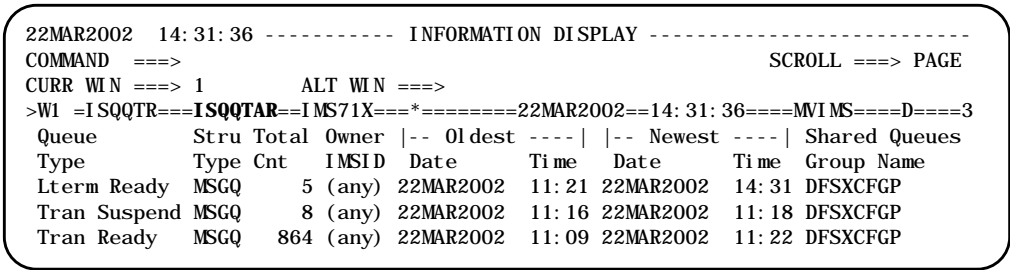 22MAR2002  14:31:36 ----------- INFORMATION DISPLAY ---------------------------
COMMAND  ===>                                                 SCROLL ===> PAGE
CURR WIN ===> 1        ALT WIN ===>
>W1 =ISQQTR===ISQQTAR==IMS71X===*========22MAR2002==14:31:36====MVIMS====D====3
 Queue        Stru Total Owner |-- Oldest ----| |-- Newest ----| Shared Queues
 Type         Type Cnt   IMSID  Date      Time  Date       Time  Group Name
 Lterm Ready  MSGQ     5 (any) 22MAR2002  11:21 22MAR2002  14:31 DFSXCFGP
 Tran Suspend MSGQ     8 (any) 22MAR2002  11:16 22MAR2002  11:18 DFSXCFGP
 Tran Ready   MSGQ   864 (any) 22MAR2002  11:09 22MAR2002  11:22 DFSXCFGP